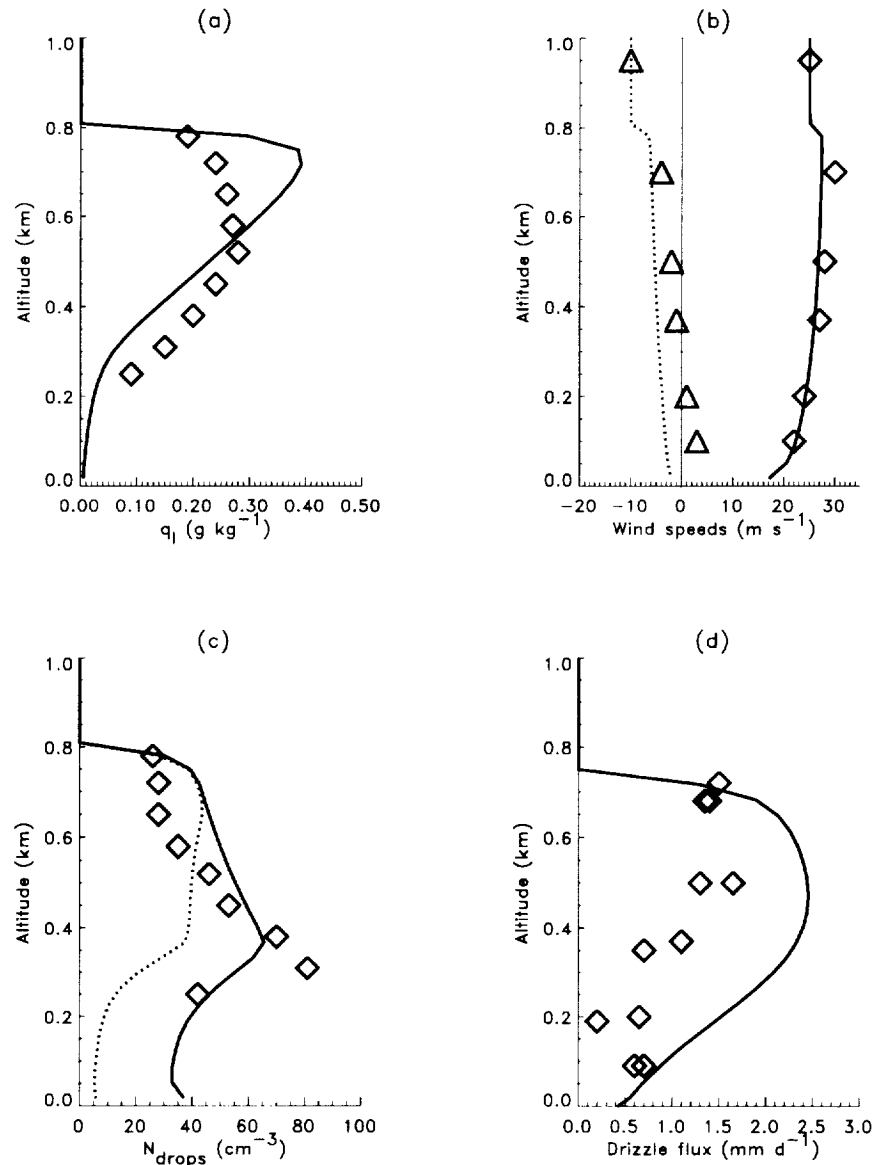 (a)
1.0
0.8
0.6
0.4
0.2
0.0
Altitude (km)
0.00 0.10 0.20 0.30 0.40 0.50
q_l (g kg⁻¹)
(b)
1.0
0.8
0.6
0.4
0.2
0.0
Altitude (km)
−20 −10 0 10 20 30
Wind speeds (m s⁻¹)
(c)
1.0
0.8
0.6
0.4
0.2
0.0
Altitude (km)
0 20 40 60 80 100
N_drops (cm⁻³)
(d)
1.0
0.8
0.6
0.4
0.2
0.0
Altitude (km)
0.0 0.5 1.0 1.5 2.0 2.5 3.0
Drizzle flux (mm d⁻¹)